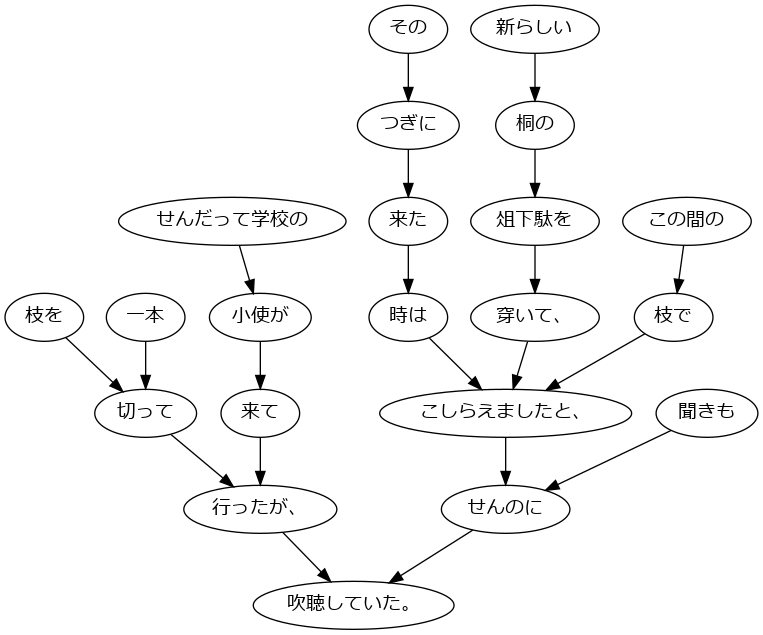 その
新らしい
つぎに
桐の
せんだって学校の
来た
俎下駄を
この間の
枝を
一本
小使が
時は
穿いて、
枝で
切って
来て
こしらえましたと、
聞きも
行ったが、
せんのに
吹聴していた。